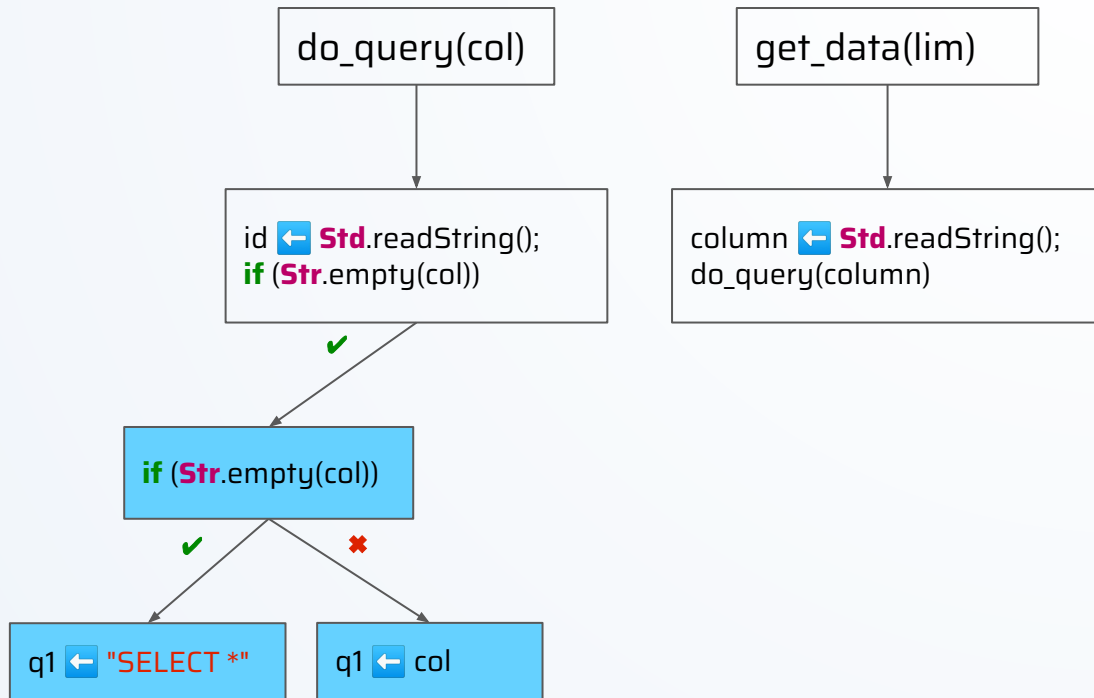 do_query(col)
get_data(lim)
id ⬅ Std.readString();
if (Str.empty(col))
column ⬅ Std.readString();
do_query(column)
✔
if (Str.empty(col))
✔
✖
q1 ⬅ "SELECT *"
q1 ⬅ col